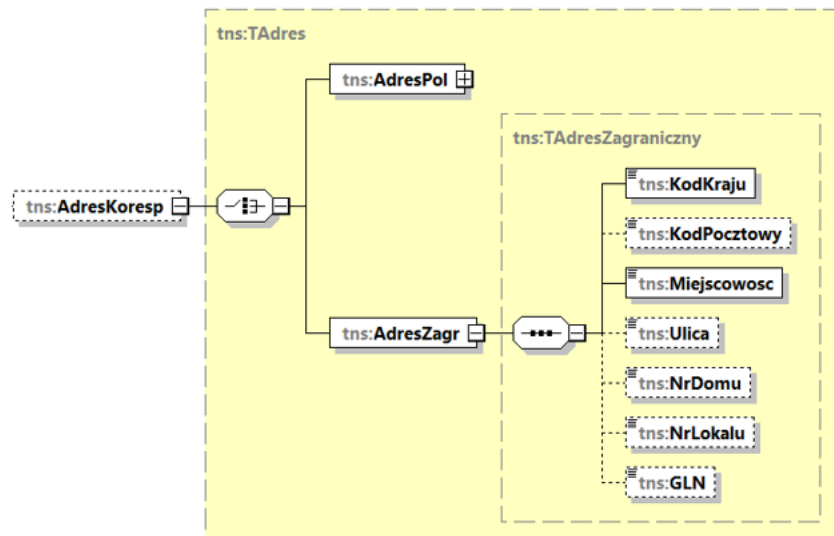 tns:TAdres
tns:AdresPol
tns:TAdresZagraniczny
tns:KodKraju
tns:AdresKoresp
tns:KodPocztowy
tns:Miejscowosc
tns:AdresZagr
tns:Ulica
tns:NrDomu
tns:NrLokalu
tns:GLN